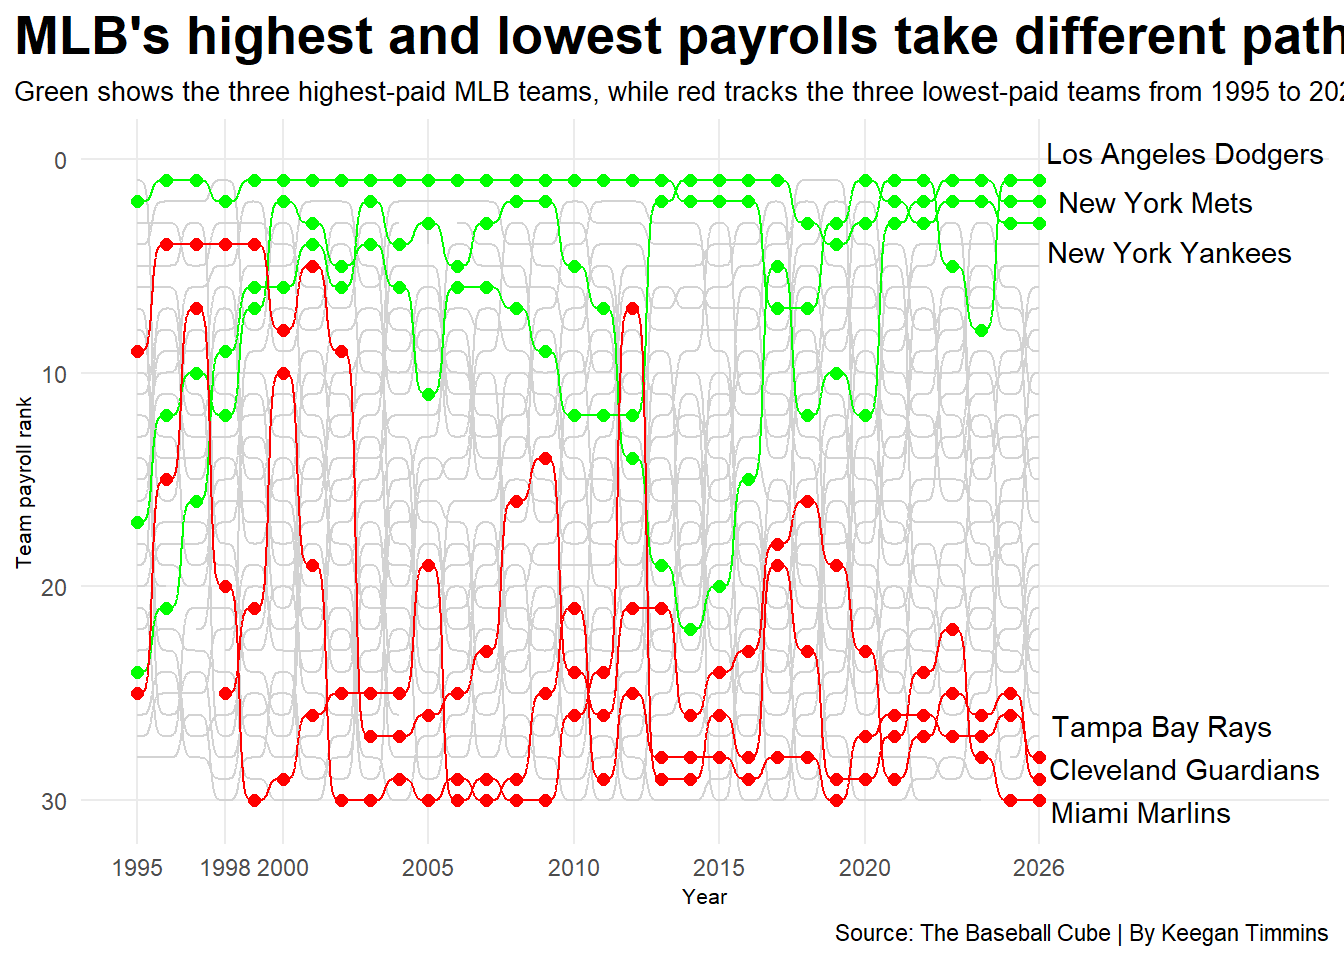 MLB's highest and lowest payrolls take different path
Green shows the three highest-paid MLB teams, while red tracks the three lowest-paid teams from 1995 to 202
0
Los Angeles Dodgers
New York Mets
New York Yankees
10
Team payroll rank
20
Tampa Bay Rays
Cleveland Guardians
30
Miami Marlins
1995 1998 2000 2005 2010 2015 2020 2026
Year
Source: The Baseball Cube | By Keegan Timmins